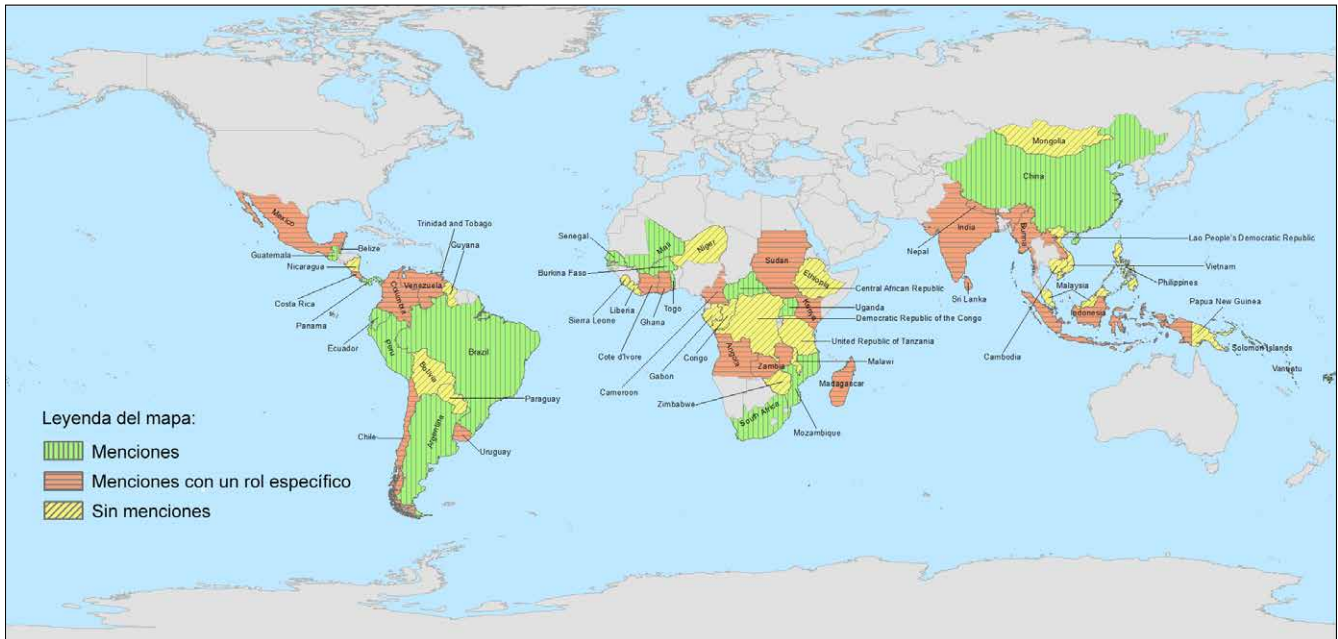 Mongolia
China
Mexico
Trinidad and Tobago
Guyana
Senegal
Mali
Niger
India
Burma
Belize
Guatemala
Nicaragua
Burkina Faso
Sudan
Nepal
Lao People's Democratic Republic
Venezuela
Ethiopia
Vietnam
Costa Rica
Columbia
Central African Republic
Sri Lanka
Malaysia
Philippines
Panama
Sierra Leone
Liberia
Ghana
Togo
Kenya
Uganda
Papua New Guinea
Democratic Republic of the Congo
Indonesia
Ecuador
Peru
Brazil
Cote d'Ivore
United Republic of Tanzania
Solomon Islands
Congo
Angola
Malawi
Cambodia
Gabon
Zambia
Vanuatu
Bolivia
Cameroon
Madagascar
Paraguay
Zimbabwe
Leyenda del mapa:
South Africa
Mozambique
Chile
Argentina
Uruguay
Menciones
Menciones con un rol específico
Sin menciones